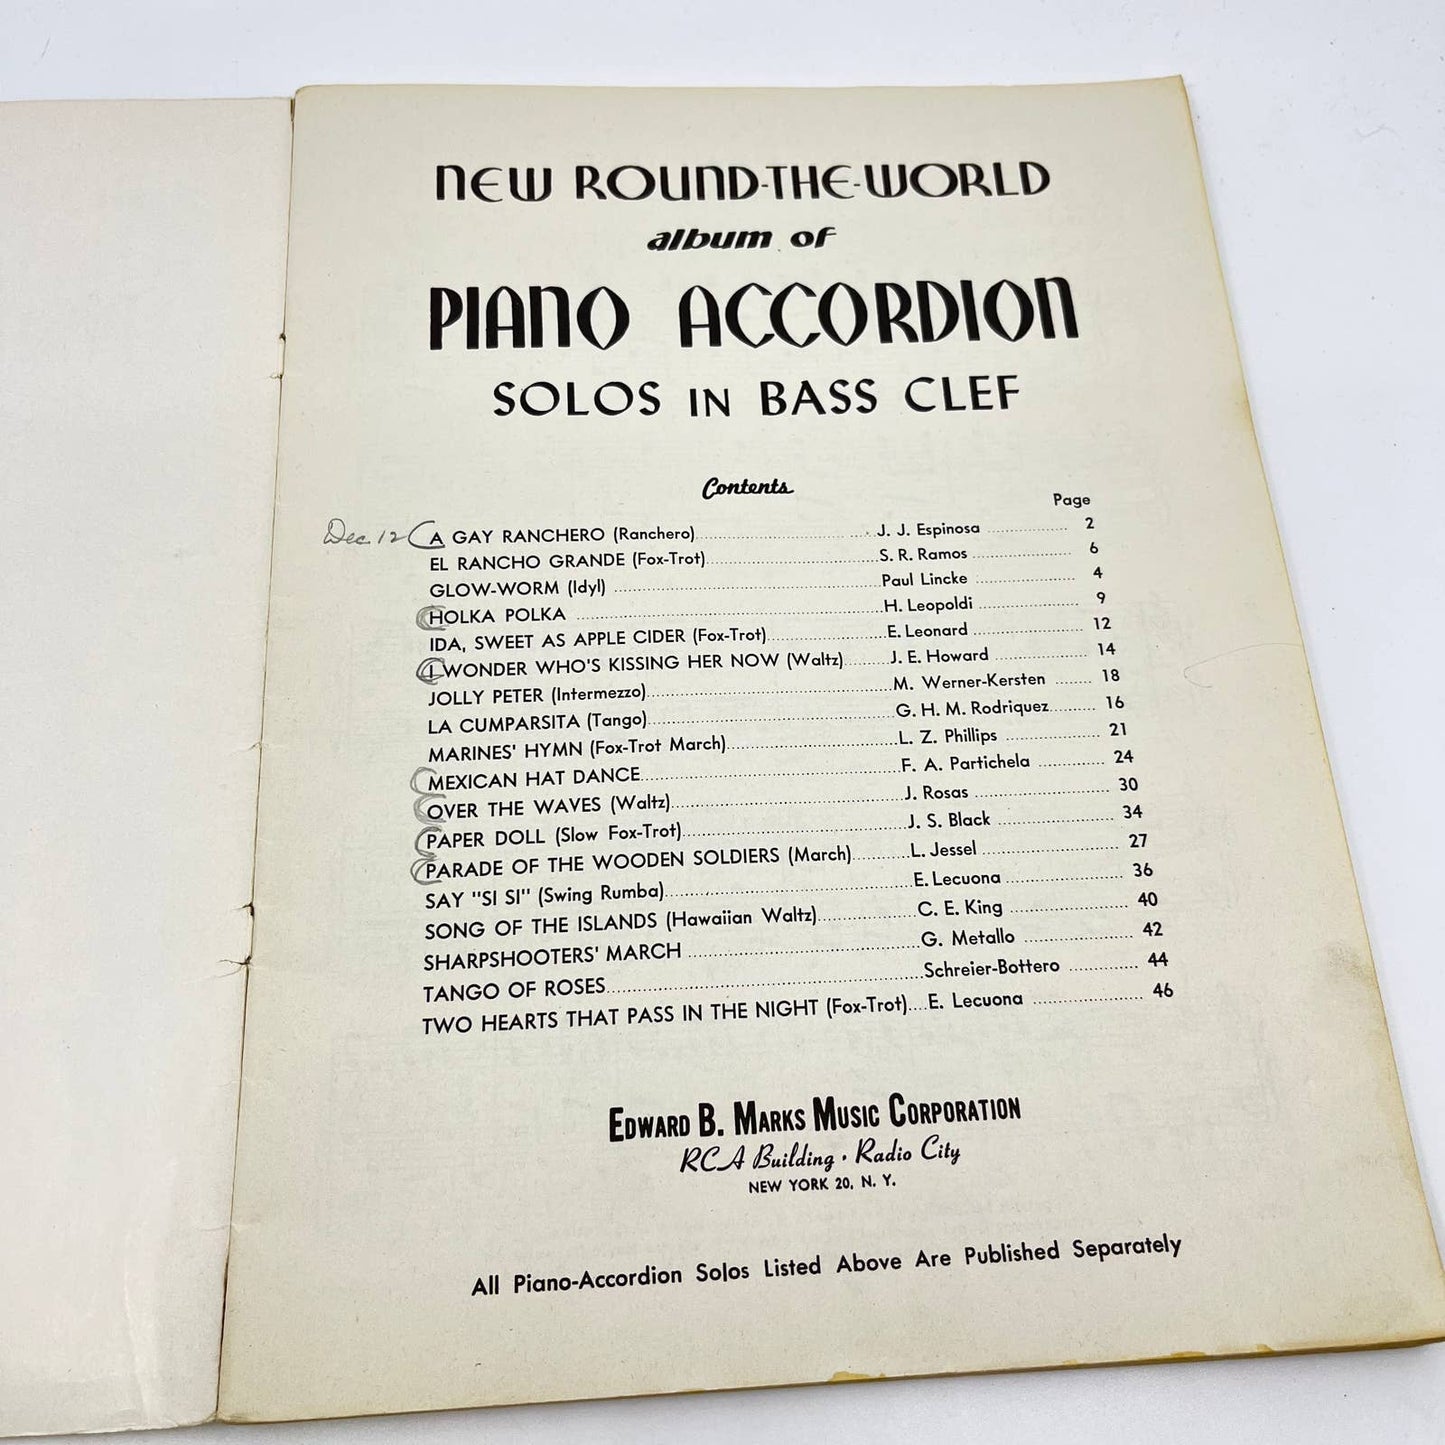 NEW ROUND-THE-WORLD
album of
PIANO ACCORDION
SOLOS IN BASS CLEF
Contents
Page
Dec 12 A GAY RANCHERO (Ranchero) J. J. Espinosa 2
EL RANCHO GRANDE (Fox-Trot) S. R. Ramos 6
GLOW-WORM (Idyl) Paul Lincke 4
HOLKA POLKA H. Leopoldi 9
IDA, SWEET AS APPLE CIDER (Fox-Trot) E. Leonard 12
I WONDER WHO'S KISSING HER NOW (Waltz) J. E. Howard 14
JOLLY PETER (Intermezzo) M. Werner-Kersten 18
LA CUMPARSITA (Tango) G. H. M. Rodriquez 16
MARINES' HYMN (Fox-Trot March) L. Z. Phillips 21
MEXICAN HAT DANCE F. A. Partichela 24
OVER THE WAVES (Waltz) J. Rosas 30
PAPER DOLL (Slow Fox-Trot) J. S. Black 34
PARADE OF THE WOODEN SOLDIERS (March) L. Jessel 27
SAY "SI SI" (Swing Rumba) E. Lecuona 36
SONG OF THE ISLANDS (Hawaiian Waltz) C. E. King 40
SHARPSHOOTERS' MARCH G. Metallo 42
TANGO OF ROSES Schreier-Bottero 44
TWO HEARTS THAT PASS IN THE NIGHT (Fox-Trot) E. Lecuona 46
EDWARD B. MARKS MUSIC CORPORATION
RCA Building • Radio City
NEW YORK 20, N. Y.
All Piano-Accordion Solos Listed Above Are Published Separately